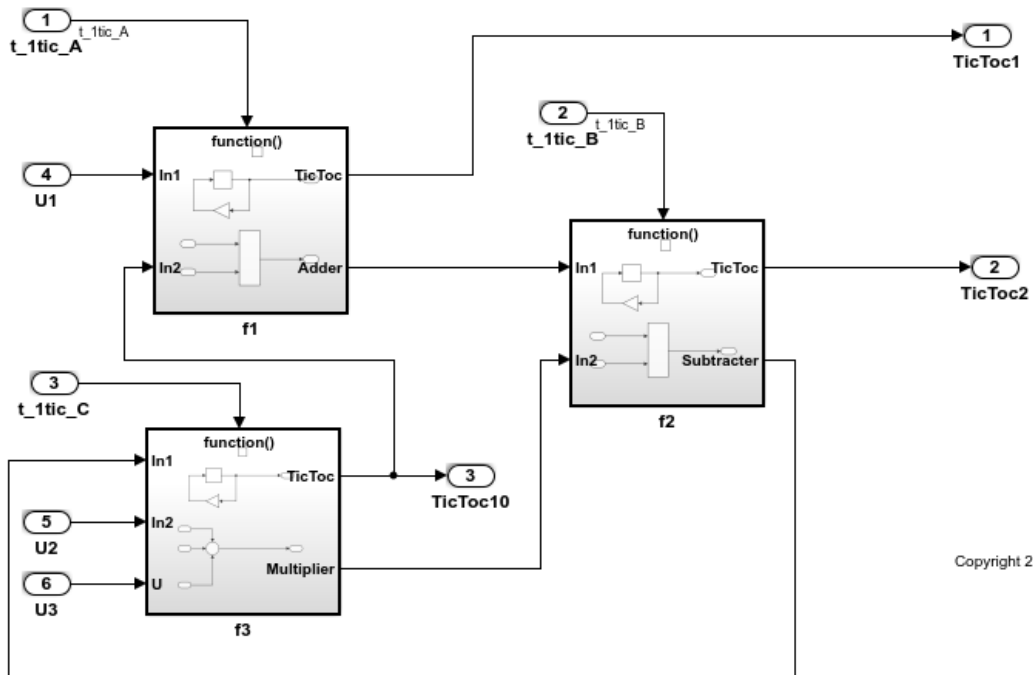 1
t_1tic_A
t_1tic_A
1
TicToc1
function()
4
U1
In1
TicToc
In2
Adder
f1
2
t_1tic_B
t_1tic_B
function()
In1
TicToc
2
TicToc2
In2
Subtracter
f2
3
t_1tic_C
function()
In1
TicToc
3
TicToc10
5
U2
In2
6
U3
U
Multiplier
f3
Copyright 2